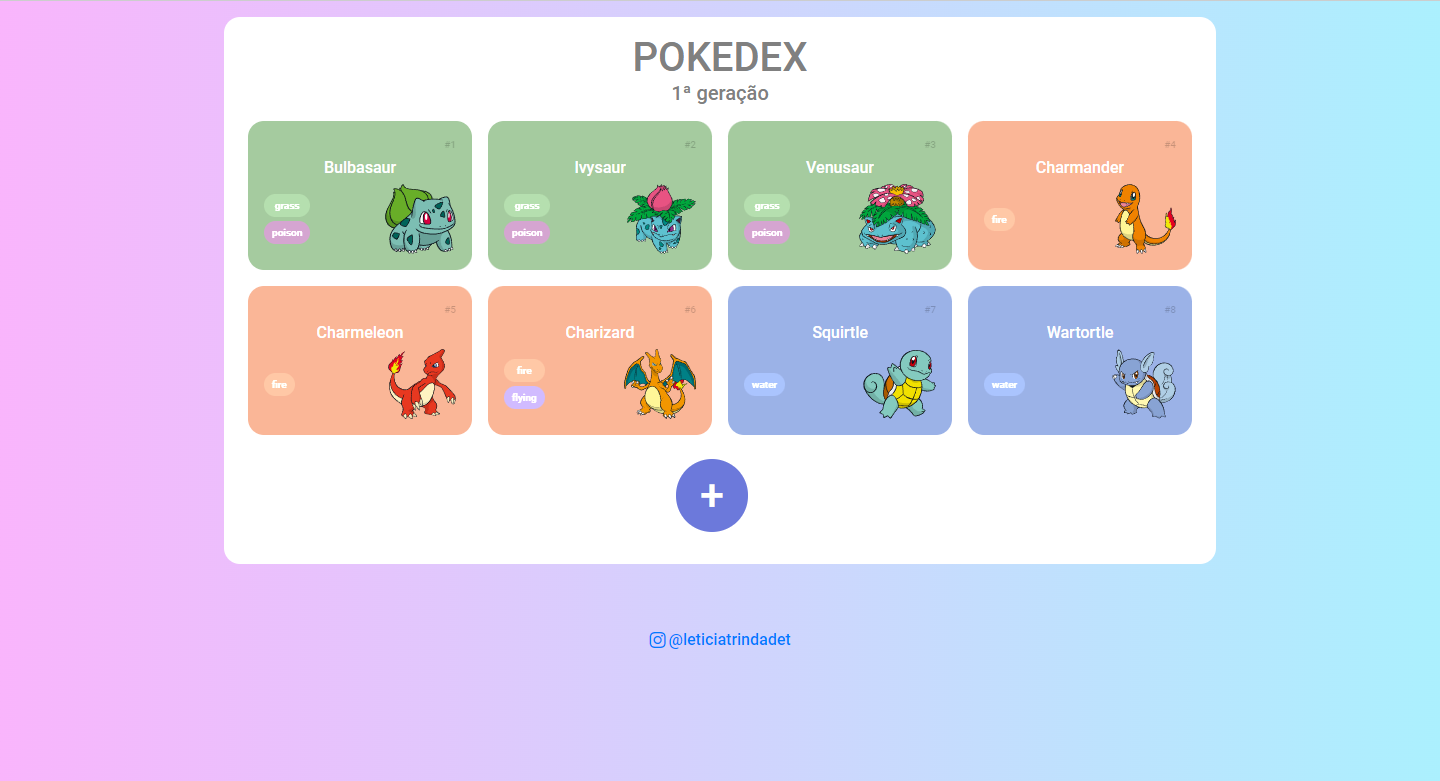 POKEDEX
1ª geração
#1
Bulbasaur
grass
poison
#2
Ivysaur
grass
poison
#3
Venusaur
grass
poison
#4
Charmander
fire
#5
Charmeleon
fire
#6
Charizard
fire
flying
#7
Squirtle
water
#8
Wartortle
water
+
@leticiatrindadet